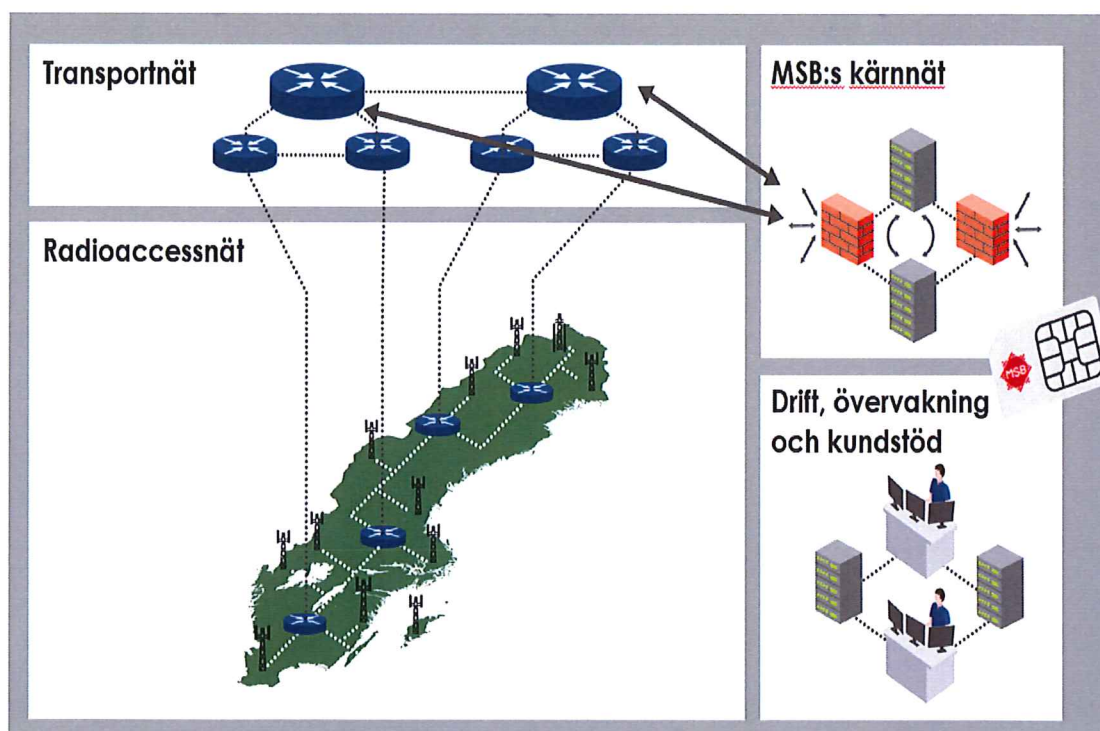 Transportnät
MSB:s kärnnät
Radioaccessnät
MSB
Drift, övervakning
och kundstöd